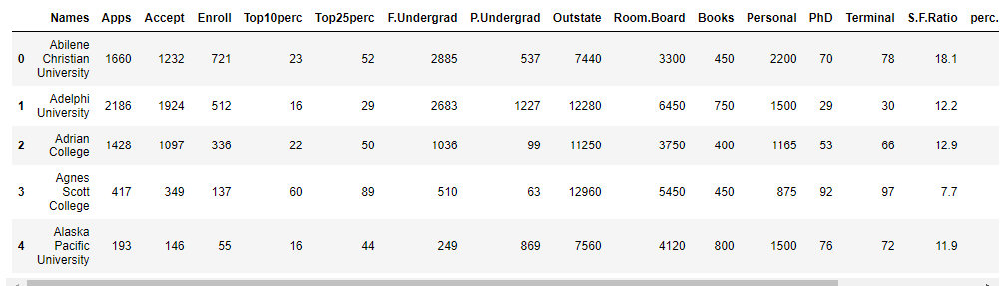 Names Apps Accept Enroll Top10perc Top25perc F.Undergrad P.Undergrad Outstate Room.Board Books Personal PhD Terminal S.F.Ratio perc.
0 Abilene Christian University 1660 1232 721 23 52 2885 537 7440 3300 450 2200 70 78 18.1
1 Adelphi University 2186 1924 512 16 29 2683 1227 12280 6450 750 1500 29 30 12.2
2 Adrian College 1428 1097 336 22 50 1036 99 11250 3750 400 1165 53 66 12.9
3 Agnes Scott College 417 349 137 60 89 510 63 12960 5450 450 875 92 97 7.7
4 Alaska Pacific University 193 146 55 16 44 249 869 7560 4120 800 1500 76 72 11.9